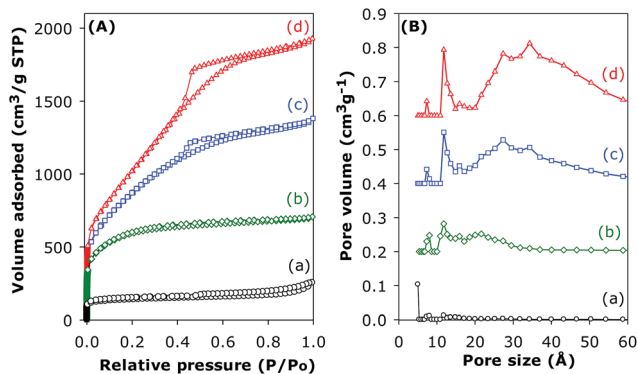 (A)
(d)
(c)
(b)
(a)
Volume adsorbed (cm³/g STP)
2000
1500
1000
500
0
0 0.2 0.4 0.6 0.8 1.0
Relative pressure (P/Po)
(B)
(d)
(c)
(b)
(a)
Pore volume (cm³g⁻¹)
0.9
0.8
0.7
0.6
0.5
0.4
0.3
0.2
0.1
0.0
0 10 20 30 40 50 60
Pore size (Å)